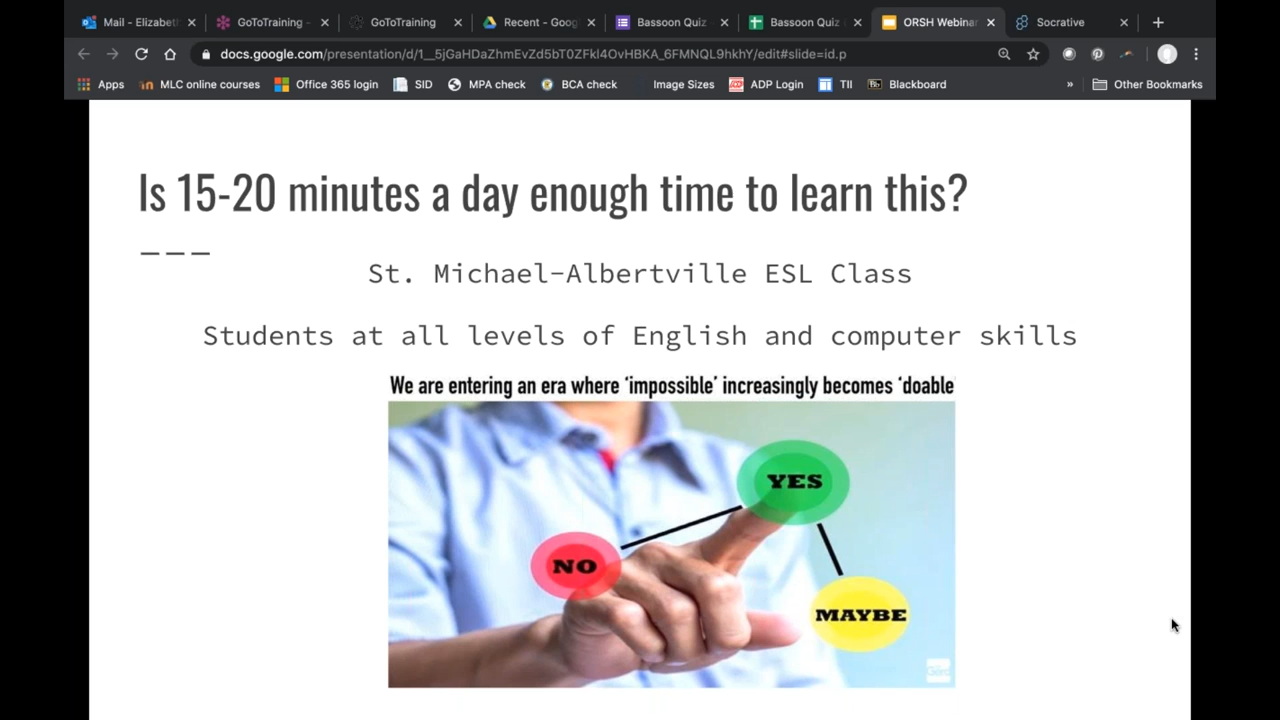 Mail - Elizabeth
GoToTraining -
GoToTraining
Recent - Goog
Bassoon Quiz
Bassoon Quiz
ORSH Webina
Socrative
docs.google.com/presentation/d/1__5jGaHDaZhmEvZd5bT0ZFkl4OvHBKA_6FMNQL9hkhY/edit#slide=id.p
Apps
MLC online courses
Office 365 login
SID
MPA check
BCA check
Image Sizes
ADP Login
TII
Bb
Blackboard
»
Other Bookmarks
Is 15-20 minutes a day enough time to learn this?
St. Michael-Albertville ESL Class
Students at all levels of English and computer skills
We are entering an era where ‘impossible’ increasingly becomes ‘doable’
YES
NO
MAYBE